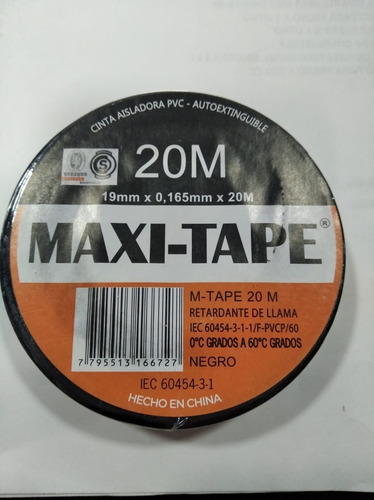 CINTA AISLADORA PVC - AUTOEXTINGUIBLE
20M
19mm x 0,165mm x 20M
MAXI-TAPE®
M-TAPE 20 M
RETARDANTE DE LLAMA
IEC 60454-3-1-1/F-PVCP/60
0°C GRADOS A 60°C GRADOS
NEGRO
7 795513 166727
IEC 60454-3-1
HECHO EN CHINA